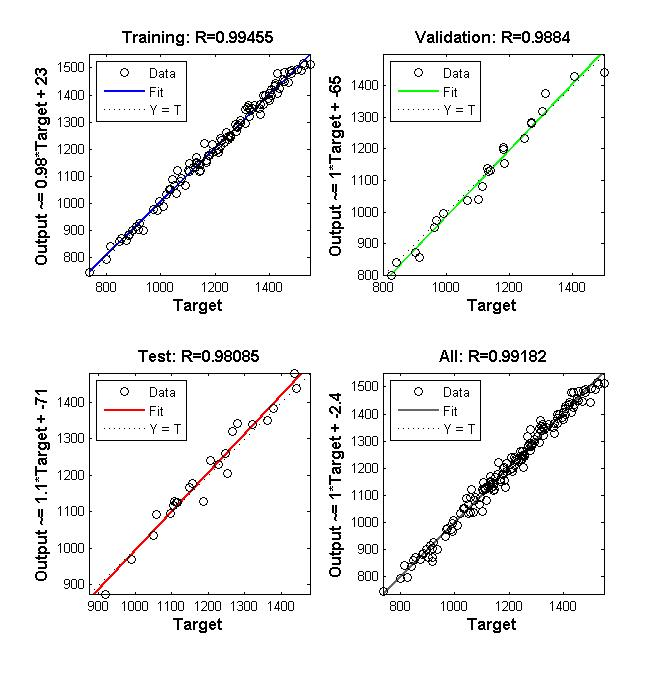 Training: R=0.99455
Output ~= 0.98*Target + 23
1500
1400
1300
1200
1100
1000
900
800
Data
Fit
Y = T
800
1000
1200
1400
Target
Validation: R=0.9884
Output ~= 1*Target + -65
1400
1300
1200
1100
1000
900
800
Data
Fit
Y = T
800
1000
1200
1400
Target
Test: R=0.98085
Output ~= 1.1*Target + -71
1400
1300
1200
1100
1000
900
Data
Fit
Y = T
900
1000
1100
1200
1300
1400
Target
All: R=0.99182
Output ~= 1*Target + -2.4
1500
1400
1300
1200
1100
1000
900
800
Data
Fit
Y = T
800
1000
1200
1400
Target